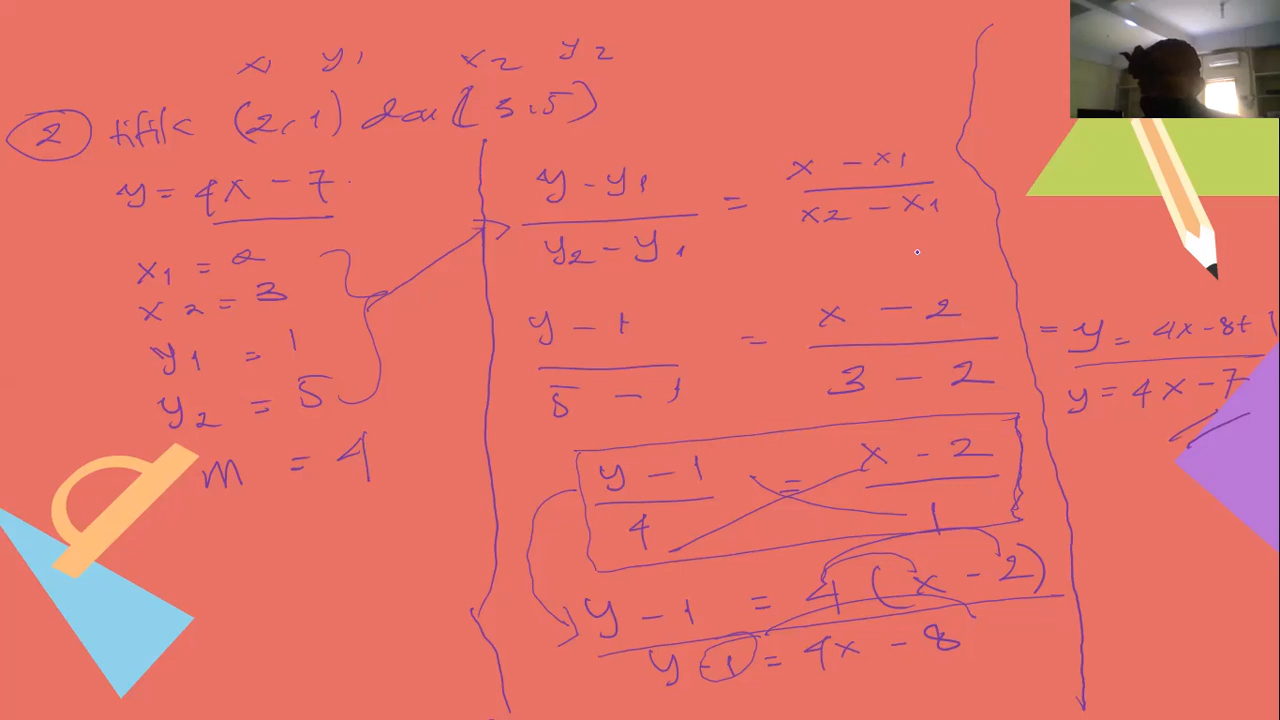 x1 y1 x2 y2
2 titik (2,1) dan (3.5)
y = 4x - 7
x1 = 2
x2 = 3
y1 = 1
y2 = 5
m = 4
y - y1 / y2 - y1 = x - x1 / x2 - x1
y - 1 / 5 - 1 = x - 2 / 3 - 2
y - 1 / 4 = x - 2 / 1
y - 1 = 4 (x - 2)
y - 1 = 4x - 8
= y = 4x - 8 + 1
y = 4x - 7